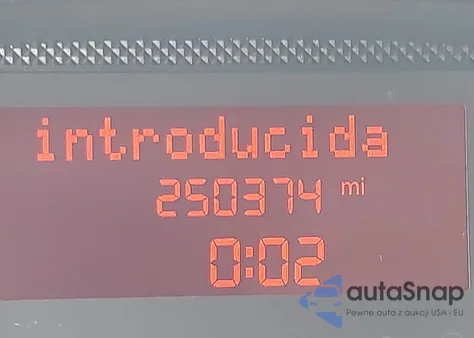 introducida
250374 mi
0:02
autaSnap
Pewne auta z aukcji USA · EU